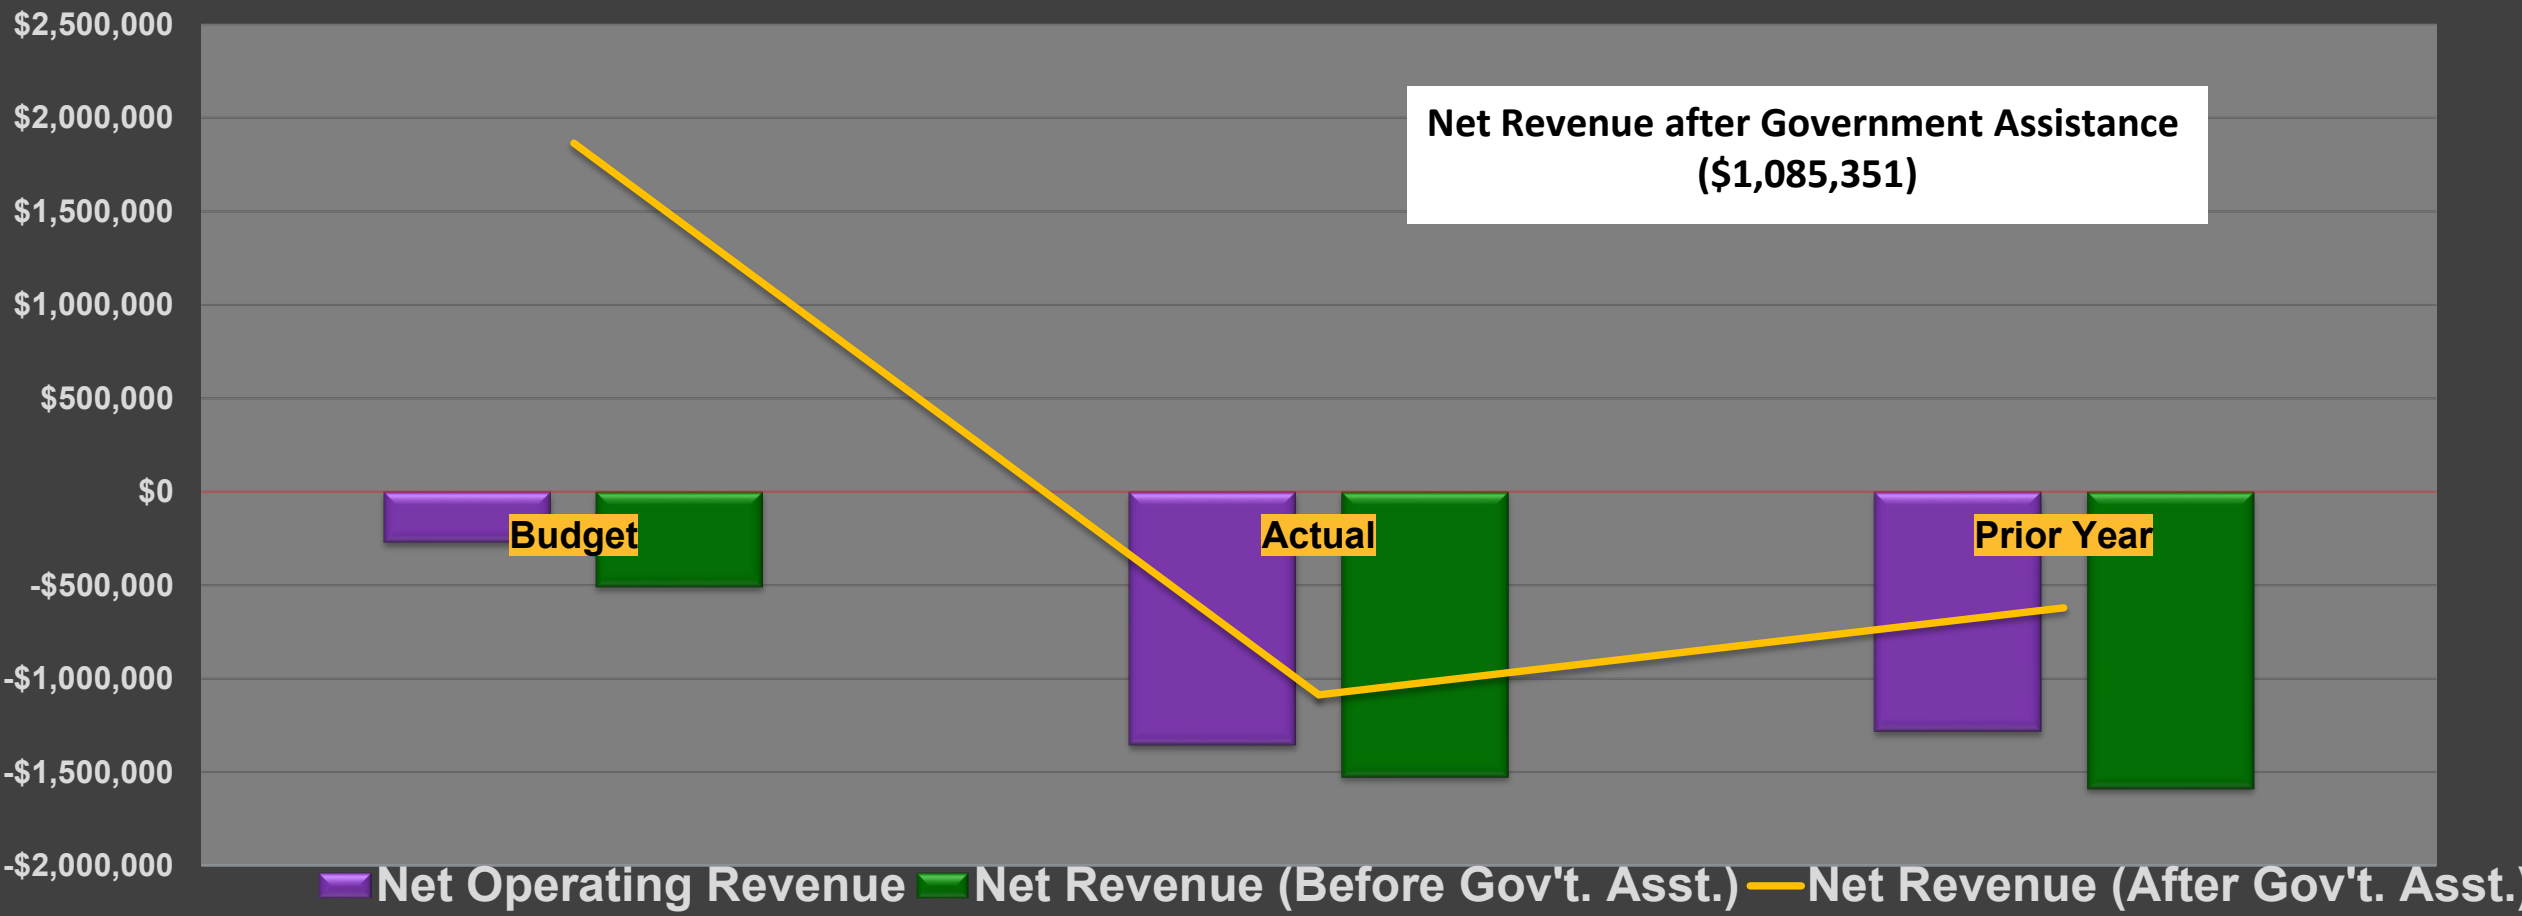 $2,500,000
$2,000,000
$1,500,000
$1,000,000
$500,000
$0
-$500,000
-$1,000,000
-$1,500,000
-$2,000,000
Net Revenue after Government Assistance
($1,085,351)
Budget
Actual
Prior Year
Net Operating Revenue
Net Revenue (Before Gov't. Asst.)
Net Revenue (After Gov't. Asst.)